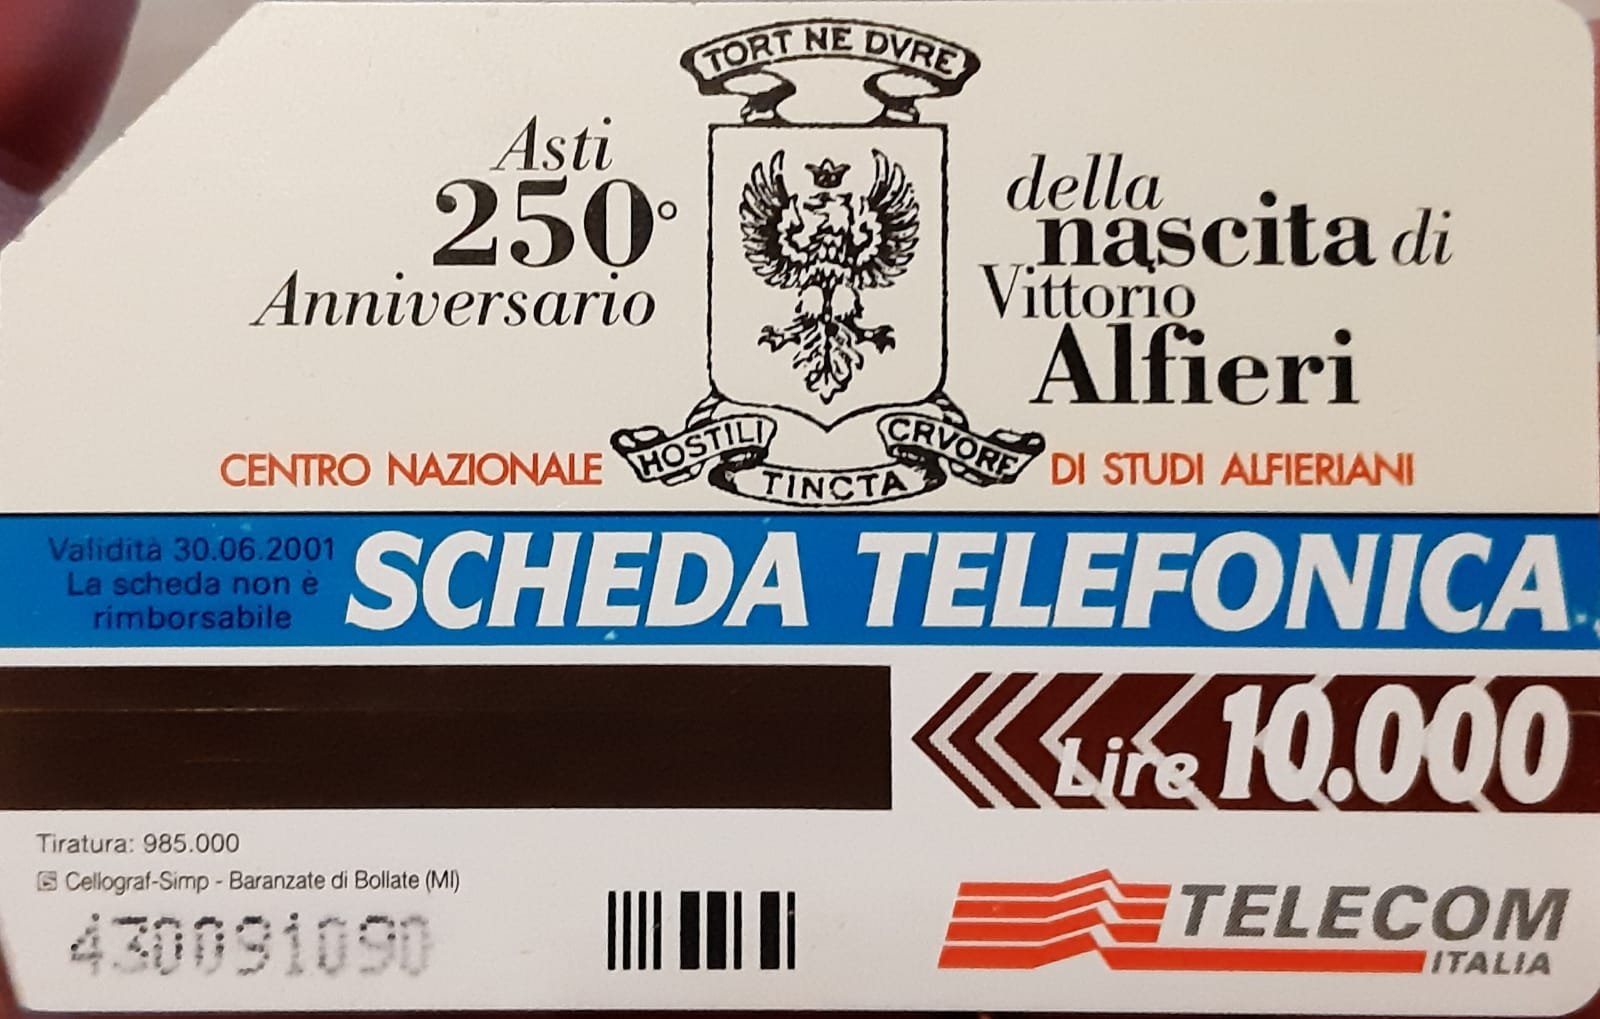 TORT NE DVRE
Asti
250°
Anniversario
della
nascita di
Vittorio
Alfieri
HOSTILI TINCTA CRVORE
CENTRO NAZIONALE DI STUDI ALFIERIANI
Validità 30.06.2001
La scheda non è
rimborsabile
SCHEDA TELEFONICA
Lire 10.000
Tiratura: 985.000
Cellograf-Simp - Baranzate di Bollate (MI)
430091090
TELECOM
ITALIA